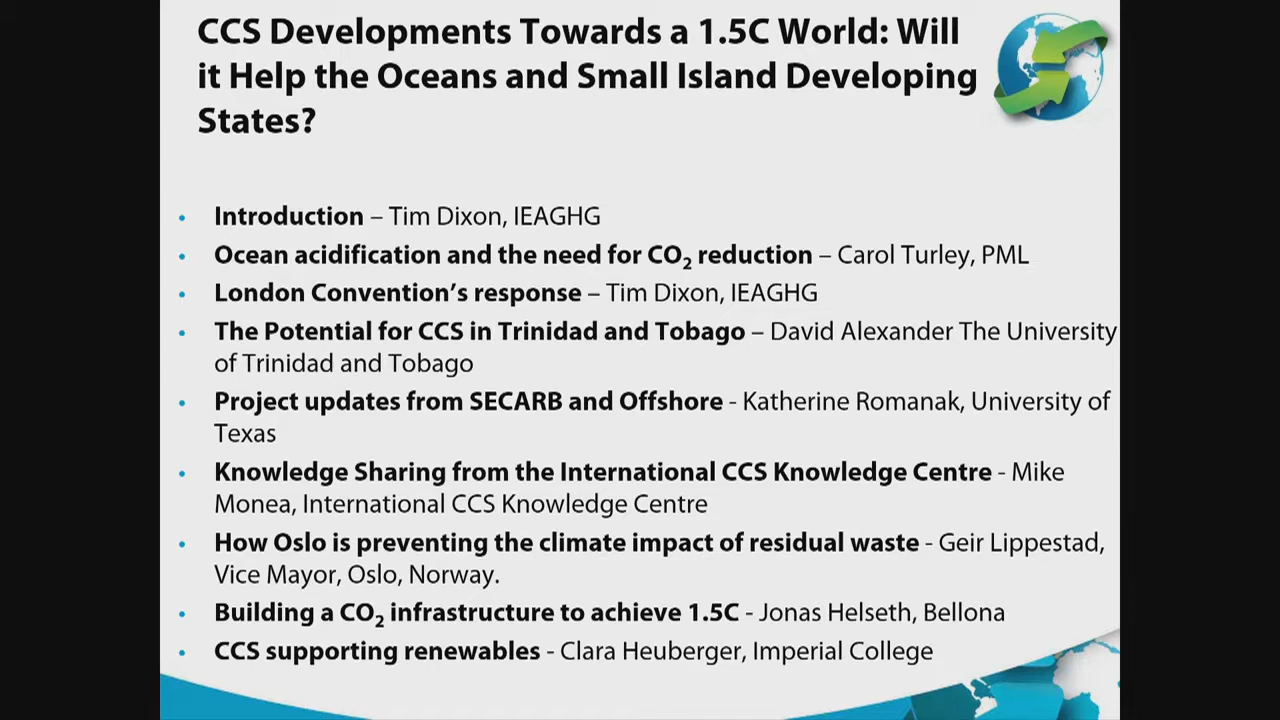 CCS Developments Towards a 1.5C World: Will
it Help the Oceans and Small Island Developing
States?
• Introduction – Tim Dixon, IEAGHG
• Ocean acidification and the need for CO₂ reduction – Carol Turley, PML
• London Convention's response – Tim Dixon, IEAGHG
• The Potential for CCS in Trinidad and Tobago – David Alexander The University
of Trinidad and Tobago
• Project updates from SECARB and Offshore - Katherine Romanak, University of
Texas
• Knowledge Sharing from the International CCS Knowledge Centre - Mike
Monea, International CCS Knowledge Centre
• How Oslo is preventing the climate impact of residual waste - Geir Lippestad,
Vice Mayor, Oslo, Norway.
• Building a CO₂ infrastructure to achieve 1.5C - Jonas Helseth, Bellona
• CCS supporting renewables - Clara Heuberger, Imperial College